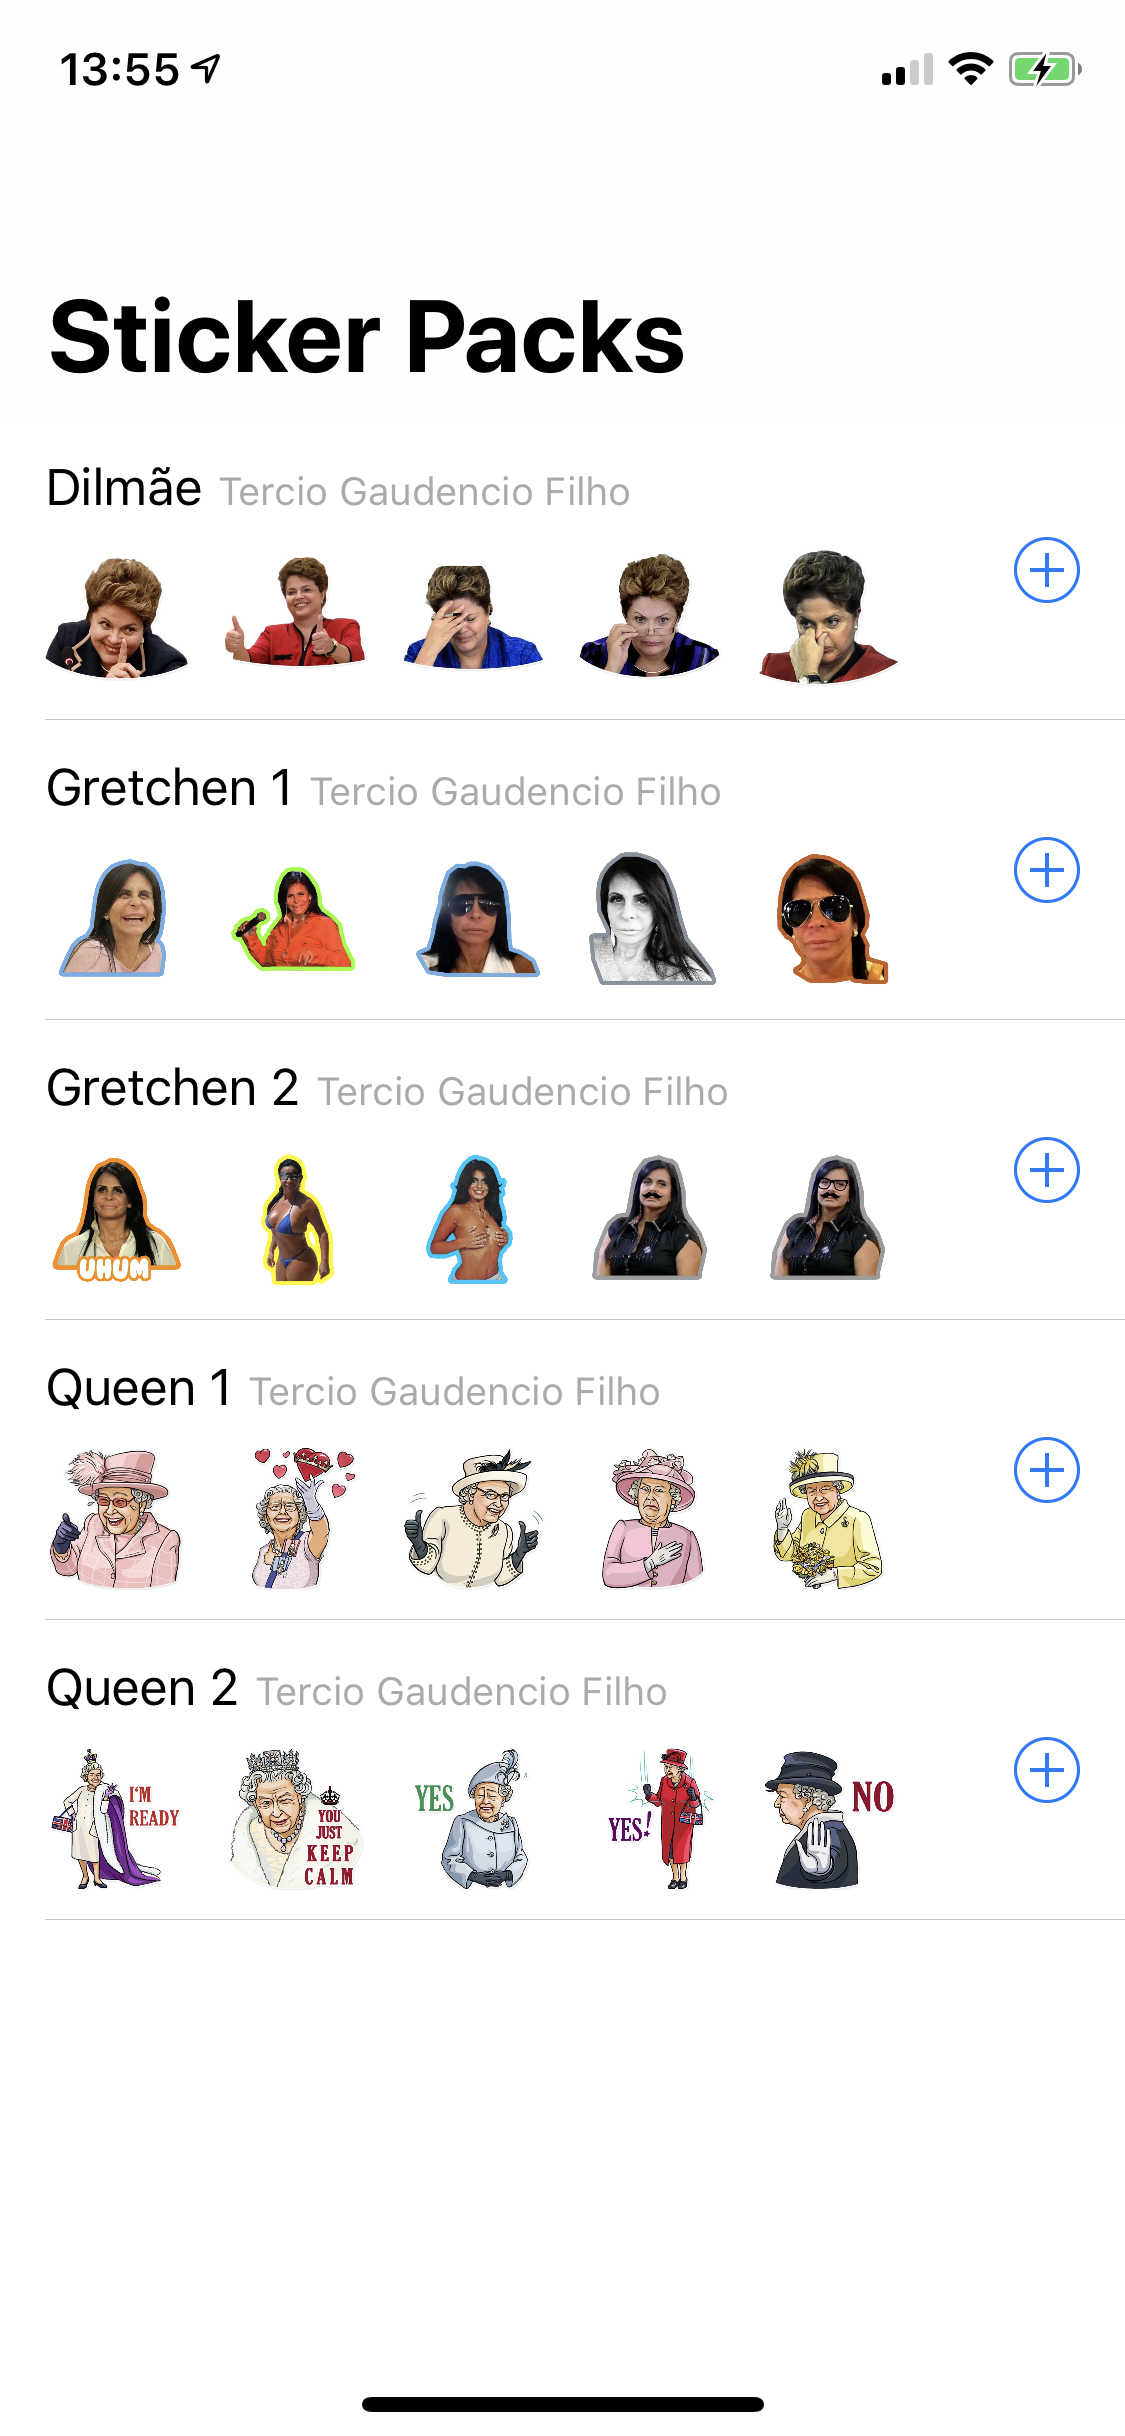 13:55
Sticker Packs
Dilmãe Tercio Gaudencio Filho
Gretchen 1 Tercio Gaudencio Filho
Gretchen 2 Tercio Gaudencio Filho
UHUM
Queen 1 Tercio Gaudencio Filho
Queen 2 Tercio Gaudencio Filho
I'M
READY
YOU
JUST
KEEP
CALM
YES
YES!
NO